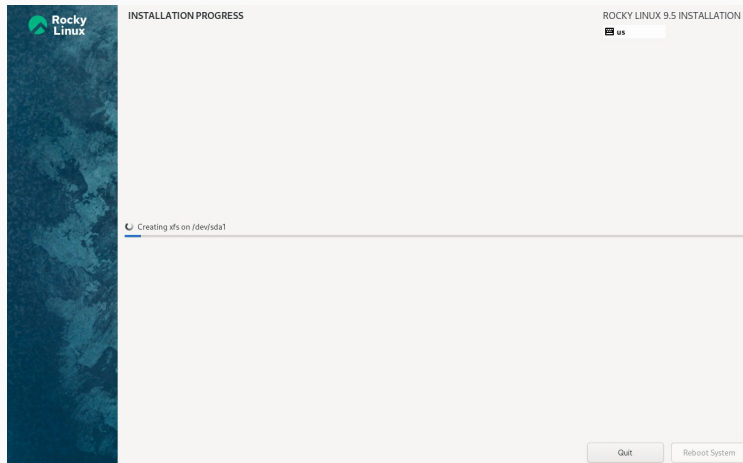 Rocky
Linux
INSTALLATION PROGRESS
ROCKY LINUX 9.5 INSTALLATION
us
Creating xfs on /dev/sda1
Quit
Reboot System